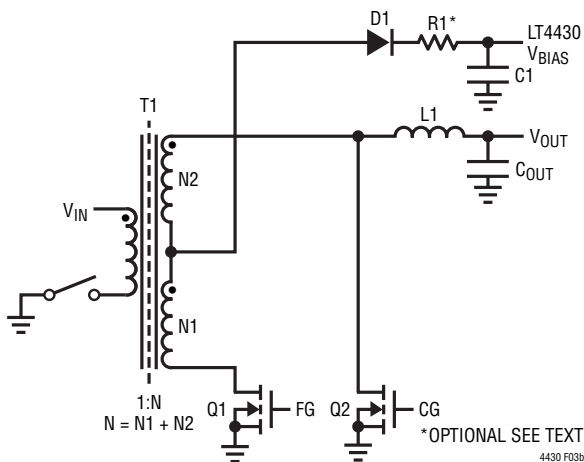 D1
R1*
LT4430
VBIAS
C1
T1
L1
VOUT
COUT
N2
VIN
N1
1:N
N = N1 + N2
Q1
FG
Q2
CG
*OPTIONAL SEE TEXT
4430 F03b